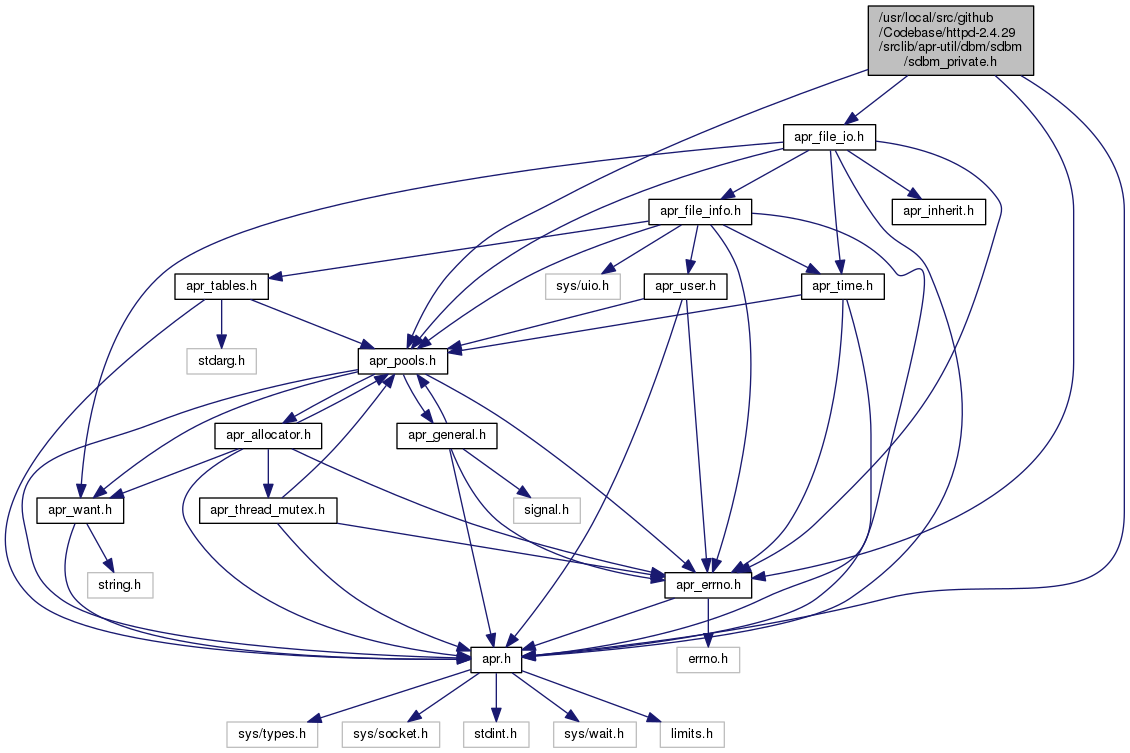 /usr/local/src/github
/Codebase/httpd-2.4.29
/srclib/apr-util/dbm/sdbm
/sdbm_private.h
apr_file_io.h
apr_file_info.h
apr_inherit.h
apr_tables.h
sys/uio.h
apr_user.h
apr_time.h
stdarg.h
apr_pools.h
apr_allocator.h
apr_general.h
apr_want.h
apr_thread_mutex.h
signal.h
string.h
apr_errno.h
apr.h
errno.h
sys/types.h
sys/socket.h
stdint.h
sys/wait.h
limits.h